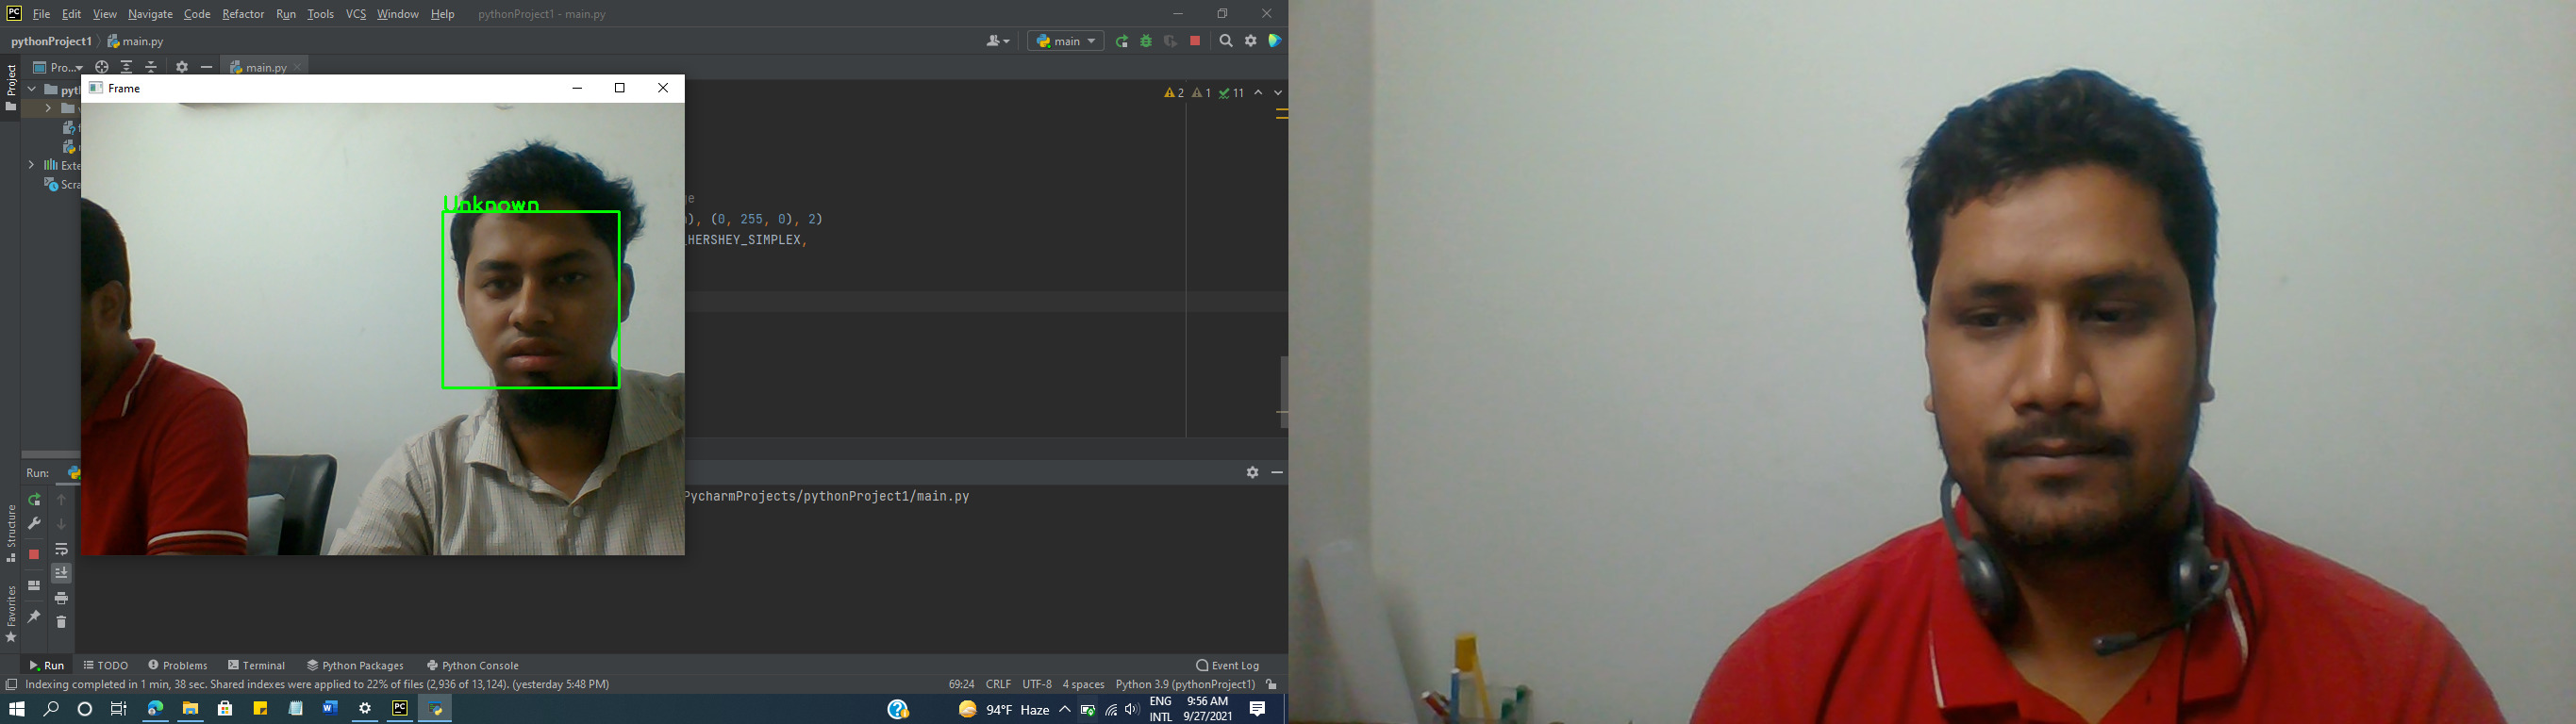 File Edit View Navigate Code Refactor Run Tools VCS Window Help pythonProject1 - main.py
pythonProject1 main.py
main
Project
Pro...
main.py
Frame
2 1 11
Unknown
), (0, 255, 0), 2)
_HERSHEY_SIMPLEX,
Exte
Scra
Run:
PycharmProjects/pythonProject1/main.py
Structure
Favorites
Run TODO Problems Terminal Python Packages Python Console Event Log
Indexing completed in 1 min, 38 sec. Shared indexes were applied to 22% of files (2,936 of 13,124). (yesterday 5:48 PM) 69:24 CRLF UTF-8 4 spaces Python 3.9 (pythonProject1)
94°F Haze ENG 9:56 AM
INTL 9/27/2021